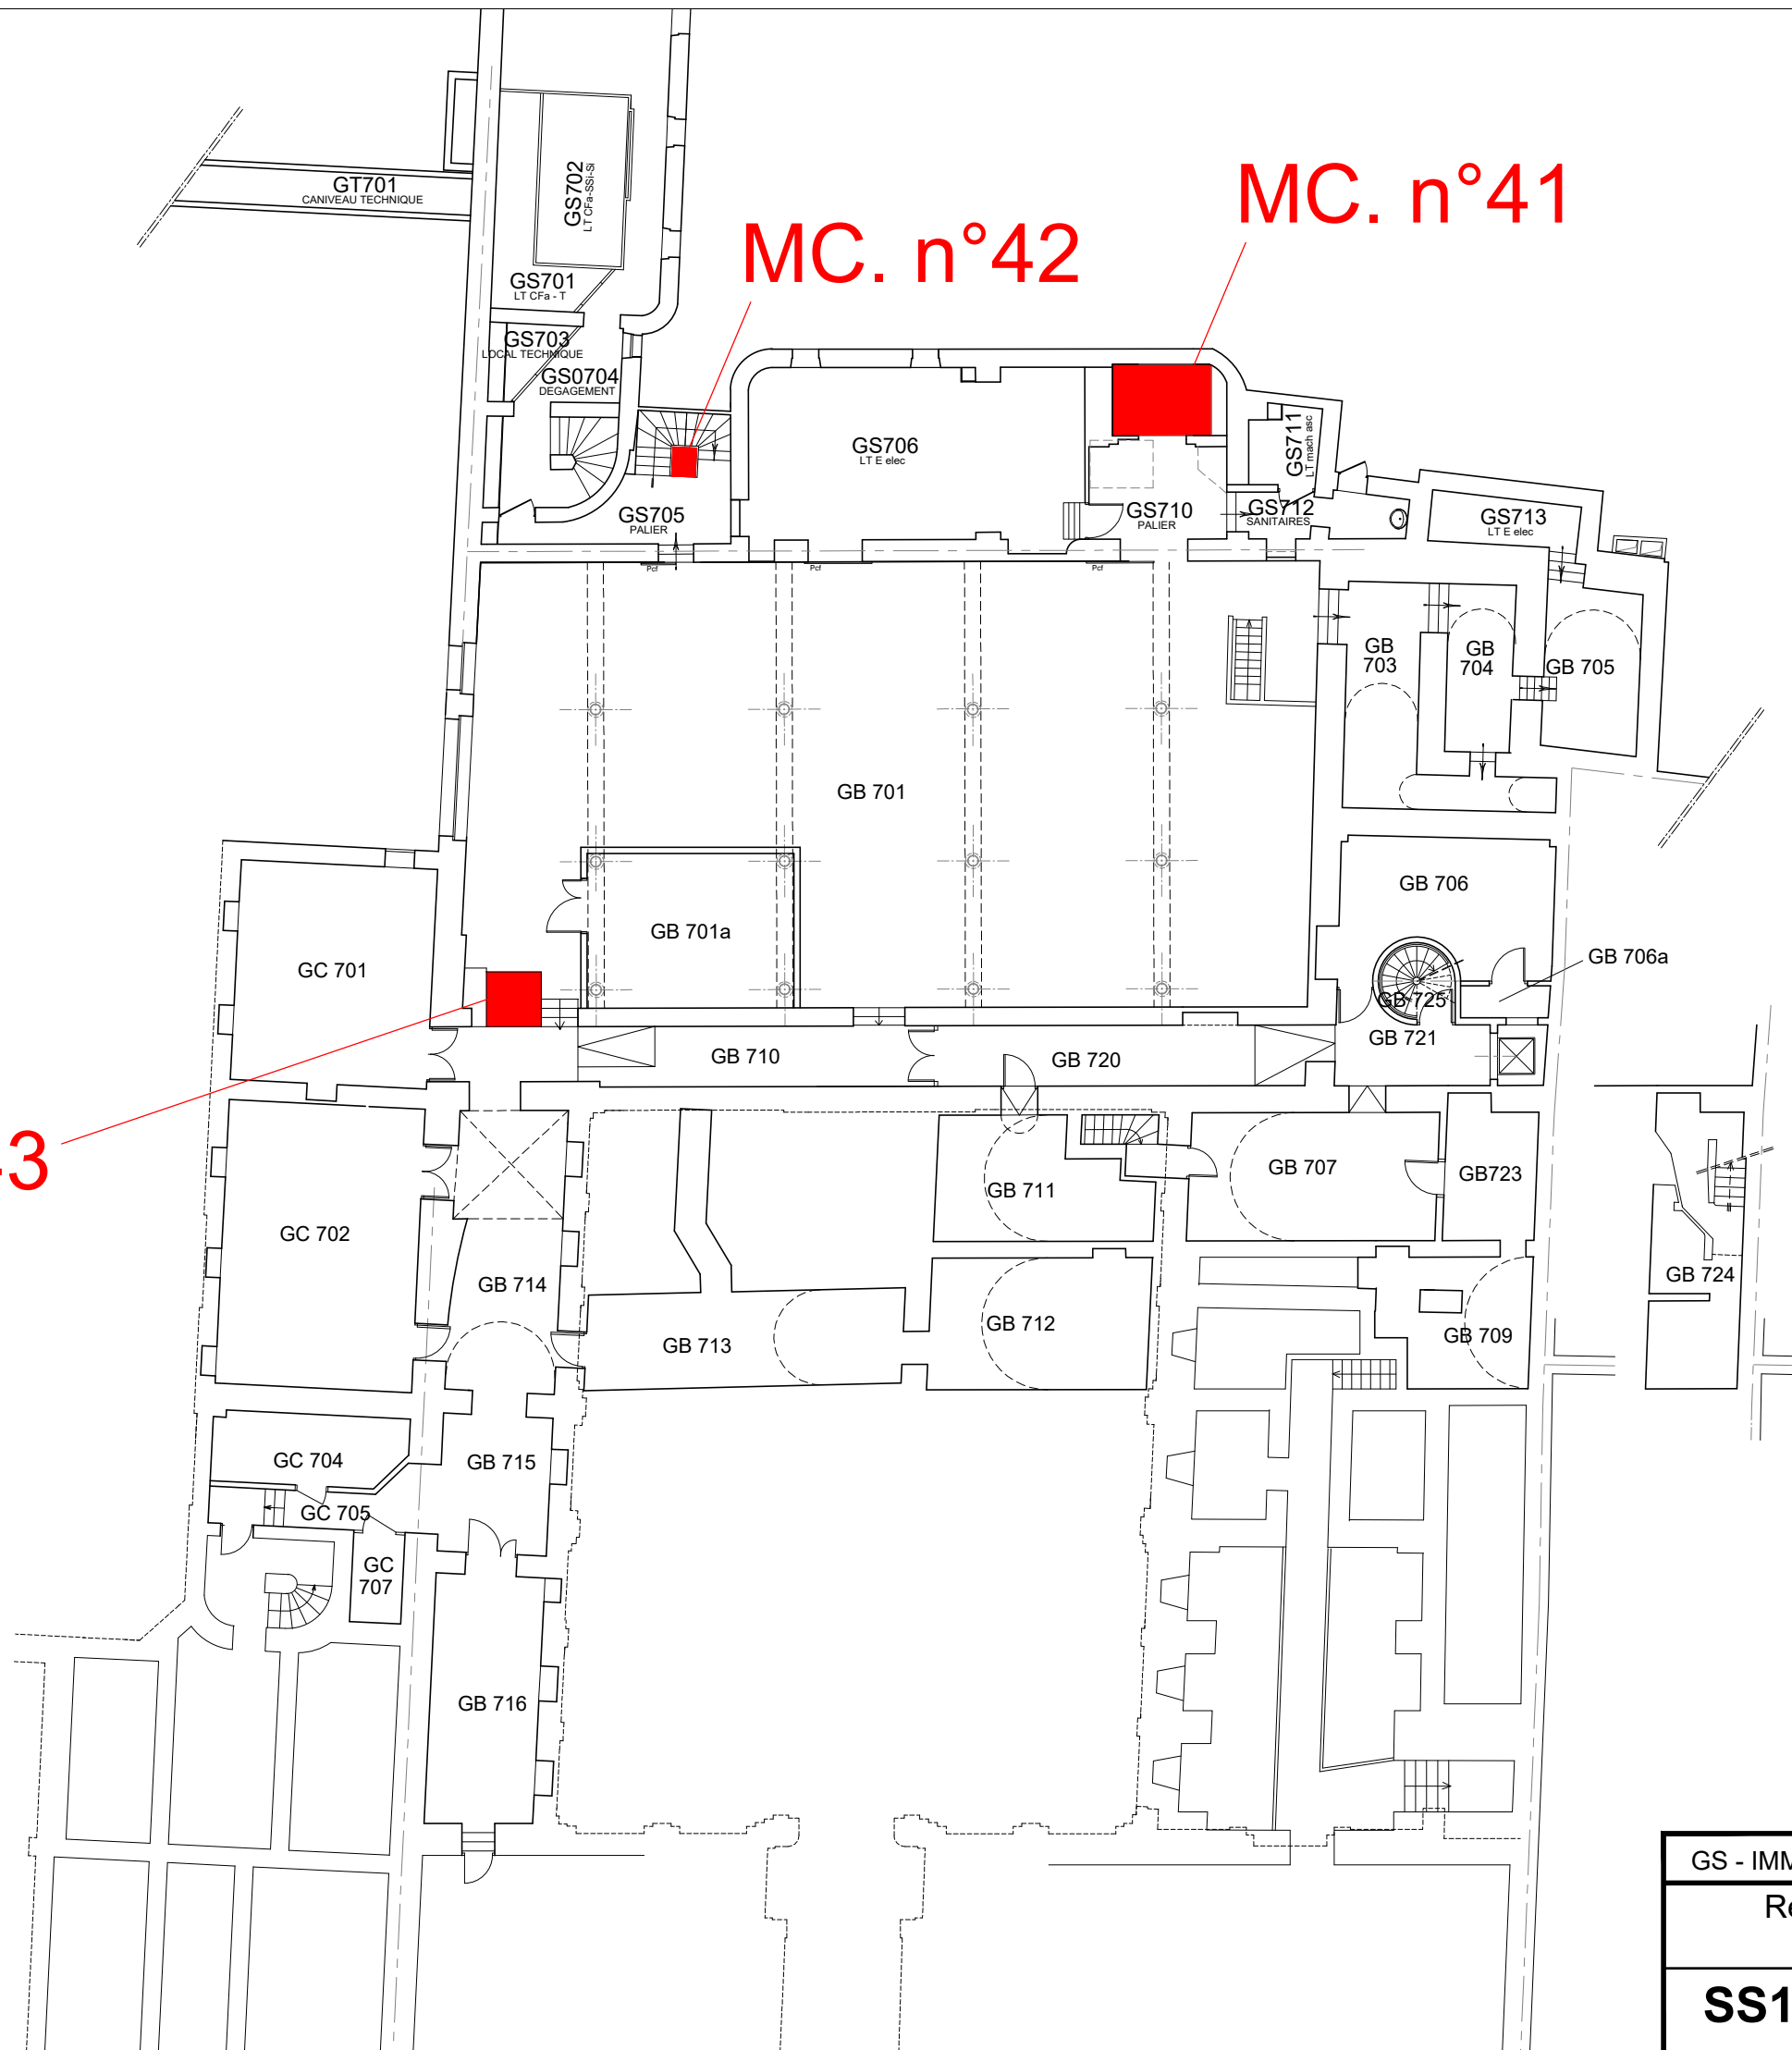 MC. n°41
GT701
CANIVEAU TECHNIQUE
GS702
LT CFa-SSi-Si
MC. n°42
GS701
LT CFa - T
GS703
LOCAL TECHNIQUE
GS0704
DEGAGEMENT
GS706
LT E elec
GS711
LT mach asc
GS705
PALIER
GS710
PALIER
GS712
SANITAIRES
GS713
LT E elec
Pcf
Pcf
Pcf
GB
703
GB
704
GB 705
GB 701
GB 706
GB 701a
GC 701
GB 706a
GB 725
GB 721
GB 710
GB 720
3
GB 707
GB723
GB 711
GC 702
GB 714
GB 724
GB 712
GB 709
GB 713
GC 704
GB 715
GC 705
GC
707
GB 716
GS - IMM
Re
SS1